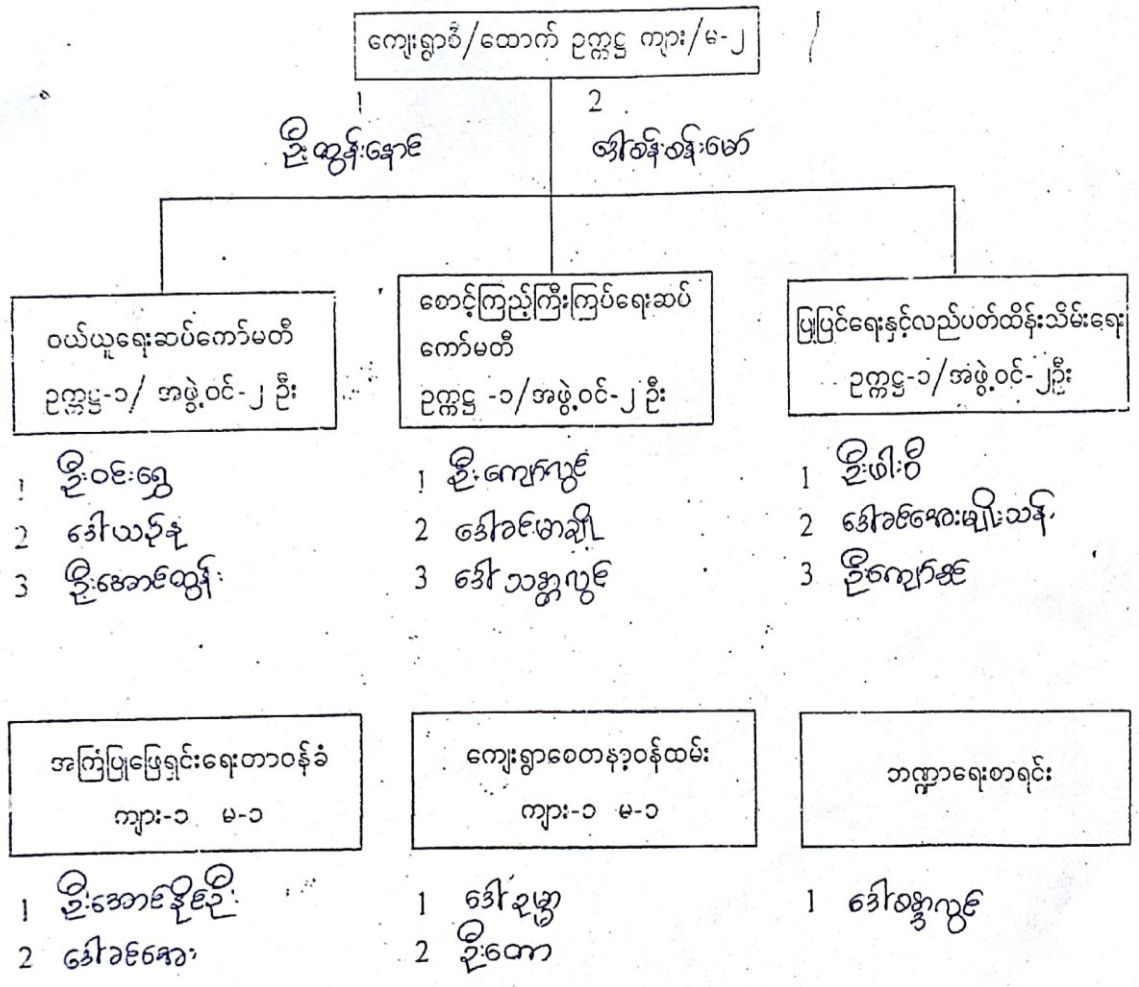 ကျေးရွာစီ/ထောက် ဥက္ကဋ္ဌ ကျား/မ-၂
1
ဦးထွန်းနောင်
2
ဒေါ်ခန်းခန်းမော်
ဝယ်ယူရေးဆပ်ကော်မတီ
ဥက္ကဋ္ဌ-၁/ အဖွဲ့ဝင်-၂ ဦး
1 ဦးဝင်းရွှေ
2 ဒေါ်ယဉ်နု
3 ဦးအောင်ထွန်း
စောင့်ကြည့်ကြီးကြပ်ရေးဆပ်
ကော်မတီ
ဥက္ကဋ္ဌ -၁/အဖွဲ့ဝင်-၂ ဦး
1 ဦးကျော်လွင်
2 ဒေါ်ခင်မာချို
3 ဒေါ်သန္တာလွင်
ပြုပြင်ရေးနှင့်လည်ပတ်ထိန်းသိမ်းရေး
ဥက္ကဋ္ဌ-၁/အဖွဲ့ဝင်-၂ဦး
1 ဦးဖါးစီ
2 ဒေါ်ခင်အေးမျိုးသန်း
3 ဦးကျော်ဆင်
အကြံပြုဖြေရှင်းရေးတာဝန်ခံ
ကျား-၁ မ-၁
1 ဦးအောင်နိုင်ဦး
2 ဒေါ်ခင်အေး
ကျေးရွာစေတနာ့ဝန်ထမ်း
ကျား-၁ မ-၁
1 ဒေါ်ဥမ္မာ
2 ဦးတော
ဘဏ္ဍာရေးစာရင်း
1 ဒေါ်ခန္တာလွင်